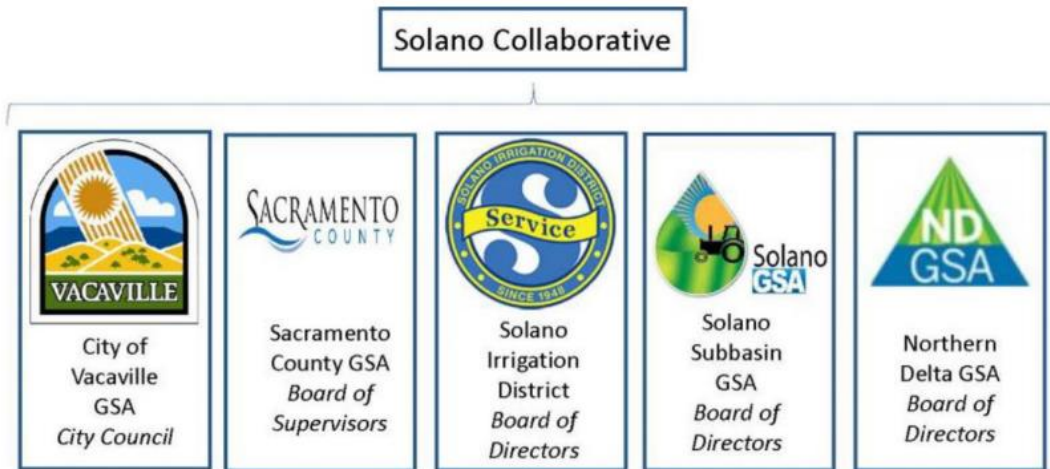 Solano Collaborative
VACAVILLE
City of
Vacaville
GSA
City Council
SACRAMENTO
COUNTY
Sacramento
County GSA
Board of
Supervisors
SOLANO IRRIGATION DISTRICT
Service
SINCE 1948
Solano
Irrigation
District
Board of
Directors
Solano
GSA
Solano
Subbasin
GSA
Board of
Directors
ND
GSA
Northern
Delta GSA
Board of
Directors